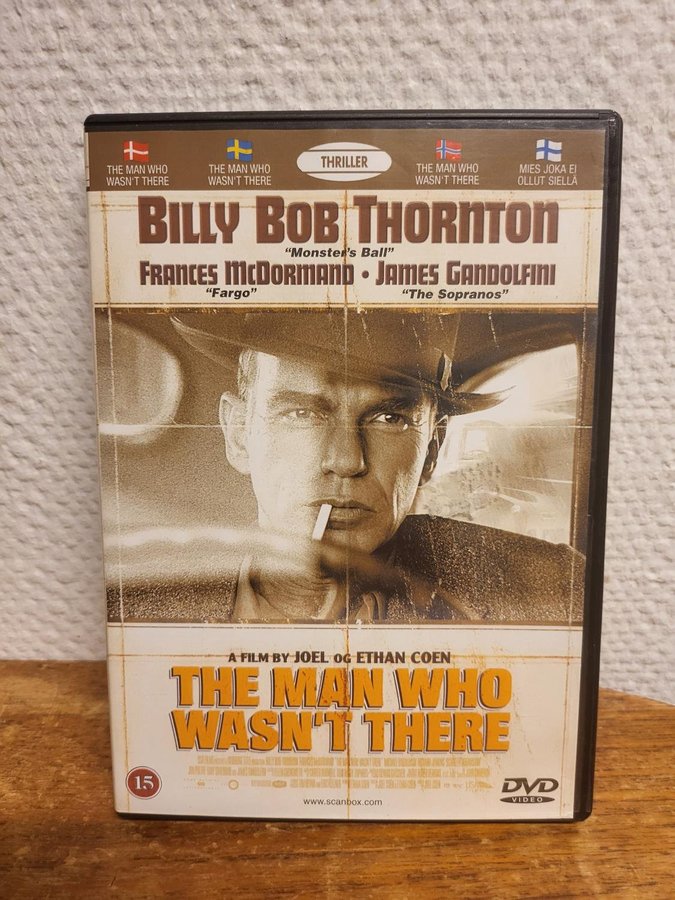 THE MAN WHO
WASN'T THERE
THE MAN WHO
WASN'T THERE
THRILLER
THE MAN WHO
WASN'T THERE
MIES JOKA EI
OLLUT SIELLÄ
BILLY BOB THORNTON
"Monster's Ball"
FRANCES MCDORMAND • JAMES GANDOLFINI
"Fargo" "The Sopranos"
A FILM BY JOEL OG ETHAN COEN
THE MAN WHO
WASN'T THERE
15
www.scanbox.com
DVD
VIDEO